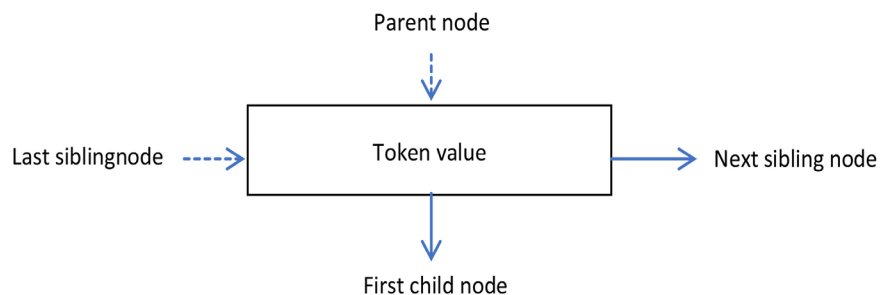 Parent node
Last siblingnode
Token value
Next sibling node
First child node